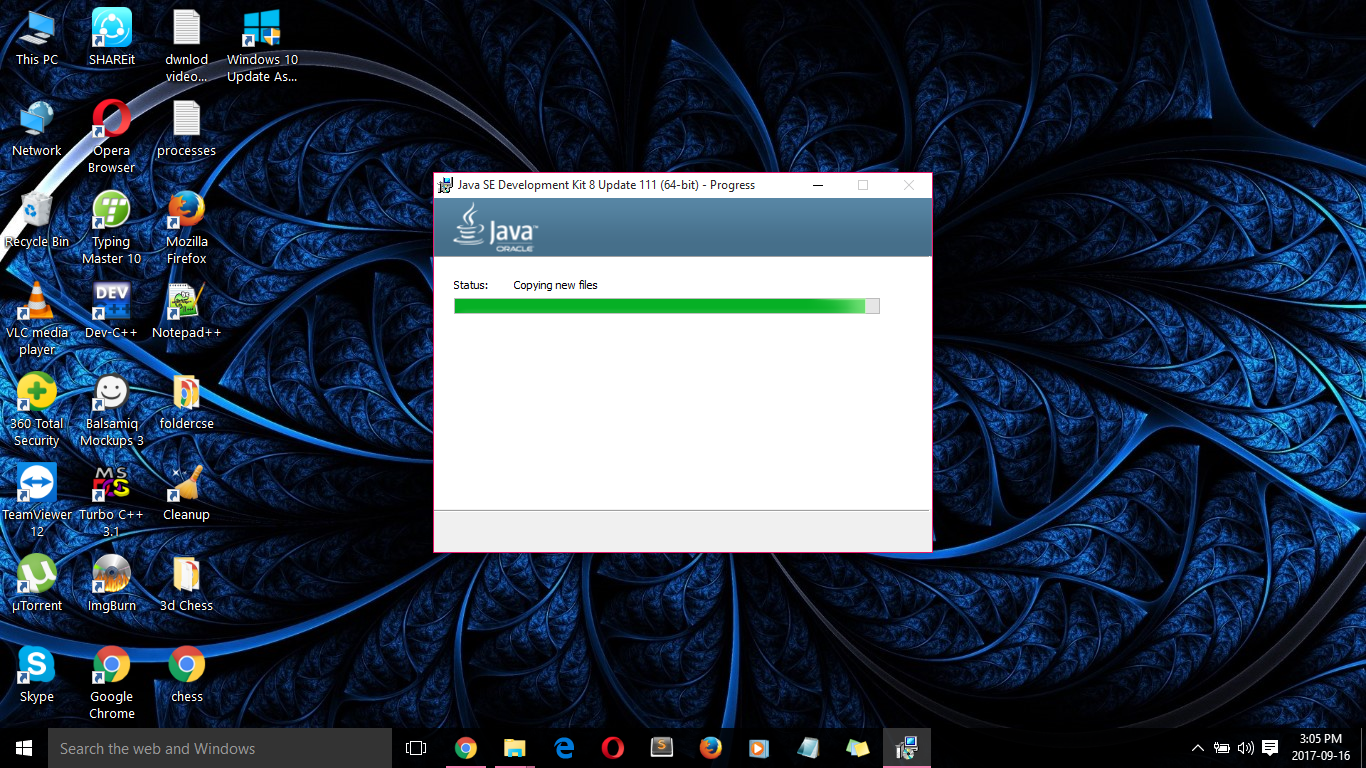 This PC
SHAREit
dwnlod
video...
Windows 10
Update As...
Network
Opera
Browser
processes
Recycle Bin
Typing
Master 10
Mozilla
Firefox
VLC media
player
DEV
Dev-C++
Notepad++
360 Total
Security
Balsamiq
Mockups 3
foldercse
TeamViewer
12
MS
DOS
Turbo C++
3.1
Cleanup
µTorrent
ImgBurn
3d Chess
Skype
Google
Chrome
chess
Java SE Development Kit 8 Update 111 (64-bit) - Progress
Java™
ORACLE
Status: Copying new files
Search the web and Windows
3:05 PM
2017-09-16